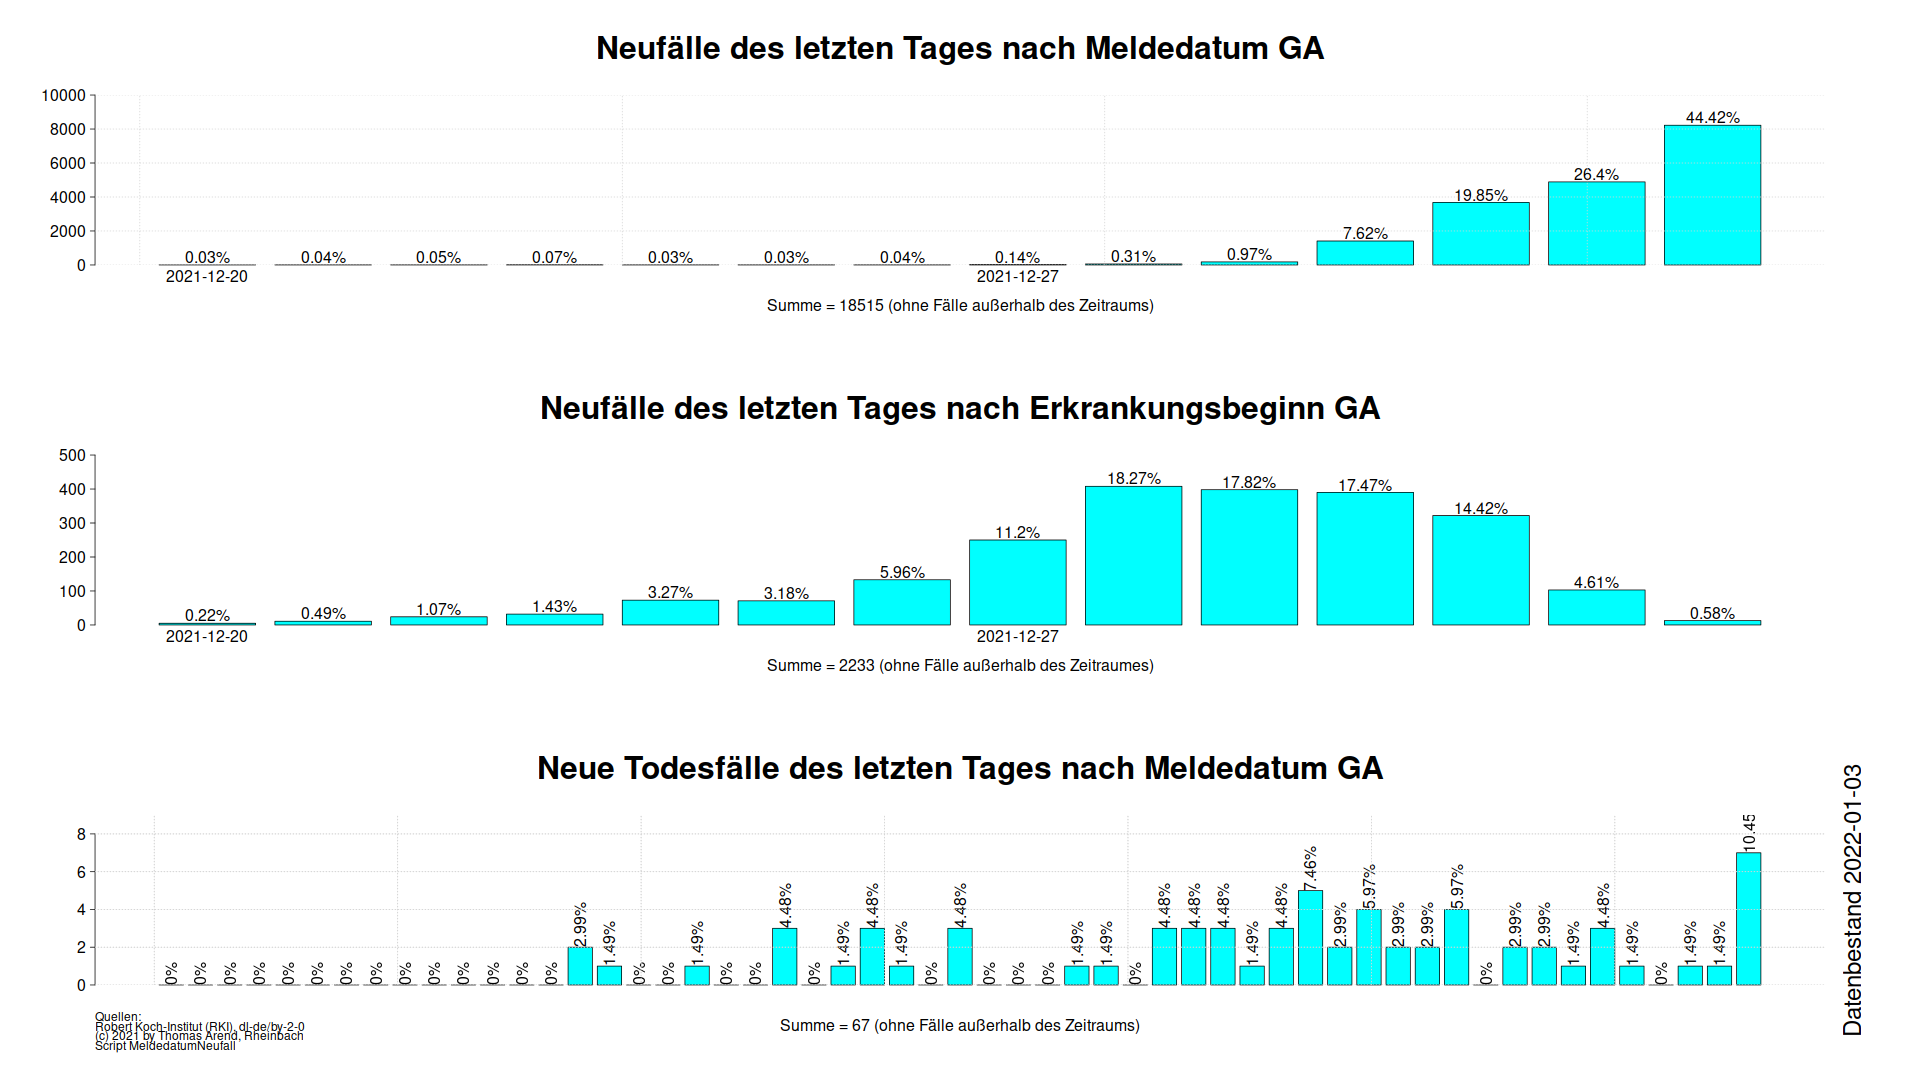 Neufälle des letzten Tages nach Meldedatum GA
10000
8000
6000
4000
2000
0
0.03% 0.04% 0.05% 0.07% 0.03% 0.03% 0.04% 0.14% 0.31% 0.97% 7.62% 19.85% 26.4% 44.42%
2021-12-20 2021-12-27
Summe = 18515 (ohne Fälle außerhalb des Zeitraums)
Neufälle des letzten Tages nach Erkrankungsbeginn GA
500
400
300
200
100
0
0.22% 0.49% 1.07% 1.43% 3.27% 3.18% 5.96% 11.2% 18.27% 17.82% 17.47% 14.42% 4.61% 0.58%
2021-12-20 2021-12-27
Summe = 2233 (ohne Fälle außerhalb des Zeitraumes)
Neue Todesfälle des letzten Tages nach Meldedatum GA
8
6
4
2
0
0% 0% 0% 0% 0% 0% 0% 0% 0% 0% 0% 0% 0% 0% 2.99% 1.49% 0% 0% 1.49% 0% 0% 4.48% 0% 1.49% 4.48% 1.49% 0% 4.48% 0% 0% 0% 1.49% 1.49% 0% 4.48% 4.48% 4.48% 1.49% 4.48% 7.46% 2.99% 5.97% 2.99% 2.99% 5.97% 0% 2.99% 2.99% 1.49% 4.48% 1.49% 0% 1.49% 1.49% 10.45
Summe = 67 (ohne Fälle außerhalb des Zeitraums)
Quellen:
Robert Koch-Institut (RKI), dl-de/by-2-0
(c) 2021 by Thomas Arend, Rheinbach
Script MeldedatumNeufall
Datenbestand 2022-01-03